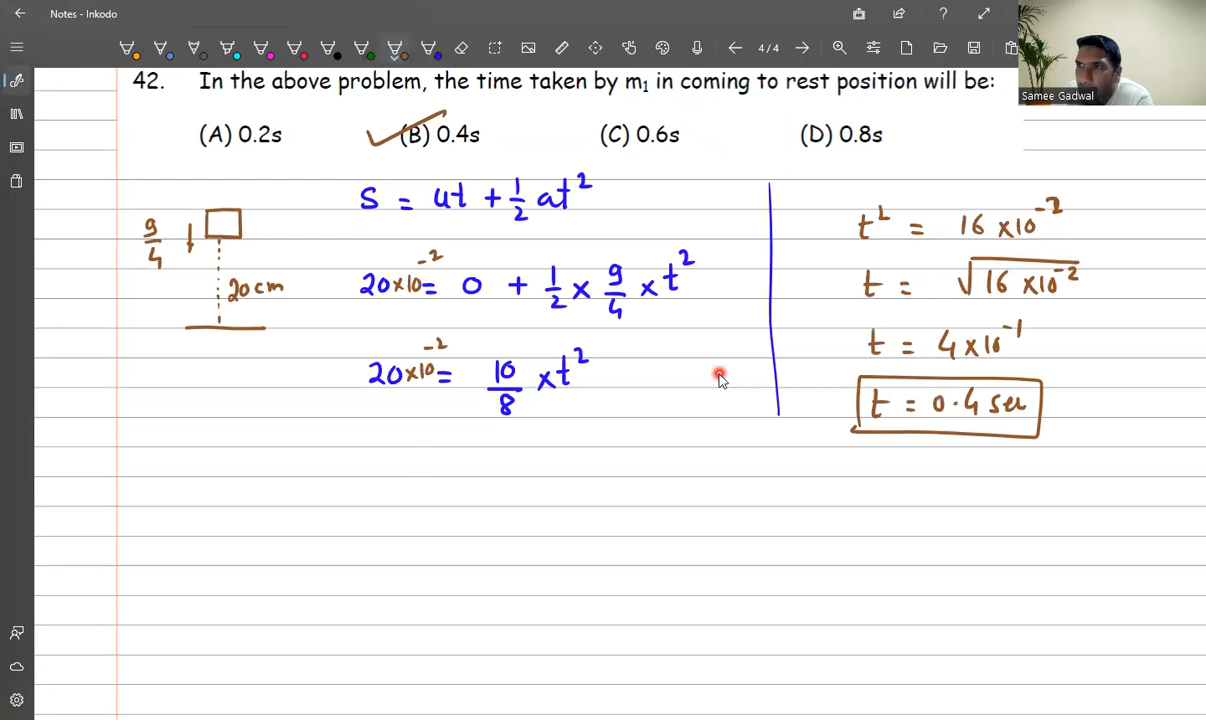 Notes - Inkodo
4/4
Samee Gadwal
42. In the above problem, the time taken by m₁ in coming to rest position will be:
(A) 0.2s (B) 0.4s (C) 0.6s (D) 0.8s
S = ut + 1/2 at²
9/4
20cm
20×10⁻² = 0 + 1/2 × 9/4 × t²
20×10⁻² = 10/8 × t²
t² = 16 ×10⁻²
t = √16 ×10⁻²
t = 4×10⁻¹
t = 0.4 sec